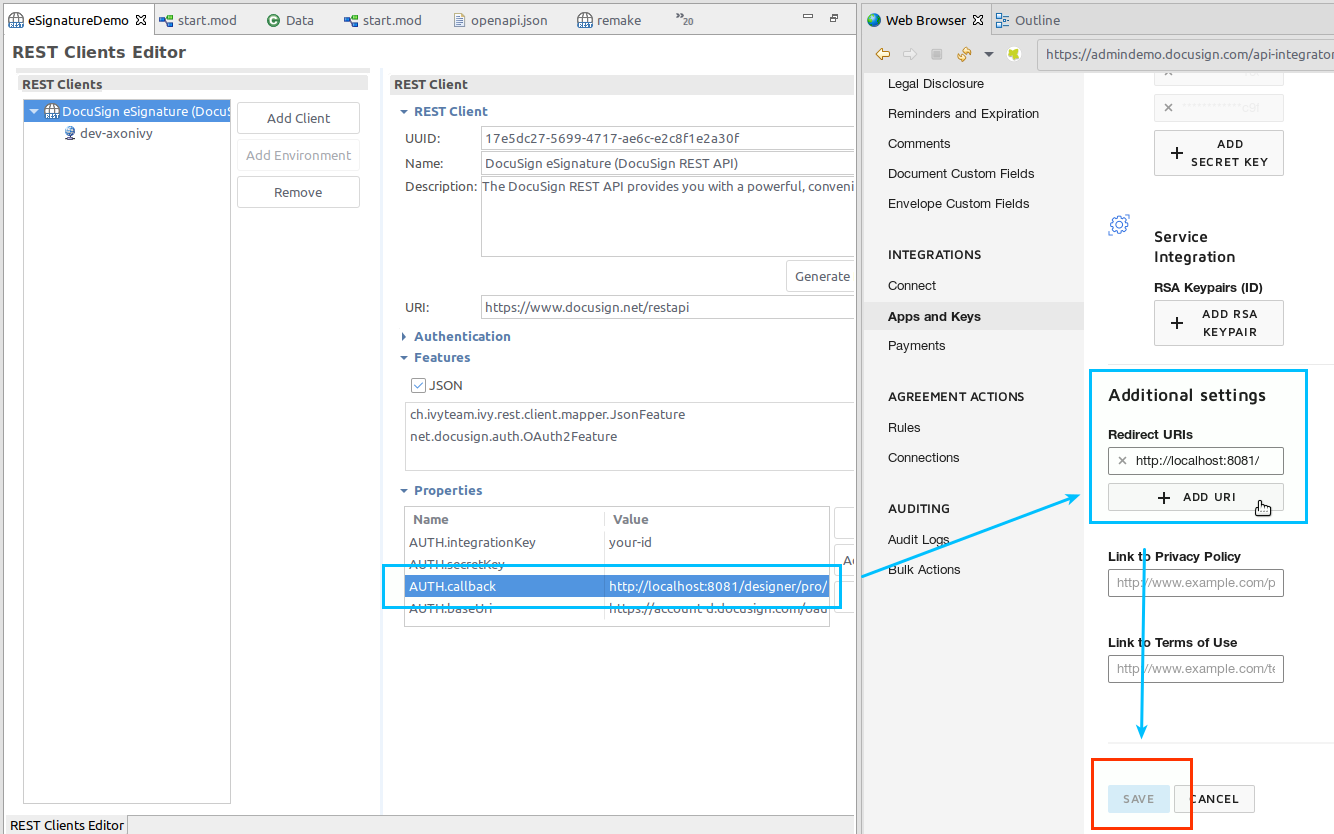 eSignatureDemo
start.mod
Data
start.mod
openapi.json
remake
»20
REST Clients Editor
REST Clients
DocuSign eSignature (DocuS
dev-axonivy
Add Client
Add Environment
Remove
REST Client
REST Client
UUID:
17e5dc27-5699-4717-ae6c-e2c8f1e2a30f
Name:
DocuSign eSignature (DocuSign REST API)
Description:
The DocuSign REST API provides you with a powerful, conveni
Generate
URI:
https://www.docusign.net/restapi
Authentication
Features
JSON
ch.ivyteam.ivy.rest.client.mapper.JsonFeature
net.docusign.auth.OAuth2Feature
Properties
Name Value
AUTH.integrationKey your-id
AUTH.secretKey
AUTH.callback http://localhost:8081/designer/pro/
AUTH.baseUri https://account-d.docusign.com/oau
REST Clients Editor
Web Browser
Outline
https://admindemo.docusign.com/api-integrator
Legal Disclosure
Reminders and Expiration
Comments
Document Custom Fields
Envelope Custom Fields
INTEGRATIONS
Connect
Apps and Keys
Payments
AGREEMENT ACTIONS
Rules
Connections
AUDITING
Audit Logs
Bulk Actions
ADD
SECRET KEY
Service
Integration
RSA Keypairs (ID)
ADD RSA
KEYPAIR
Additional settings
Redirect URIs
http://localhost:8081/
ADD URI
Link to Privacy Policy
http://www.example.com/p
Link to Terms of Use
http://www.example.com/te
SAVE
CANCEL